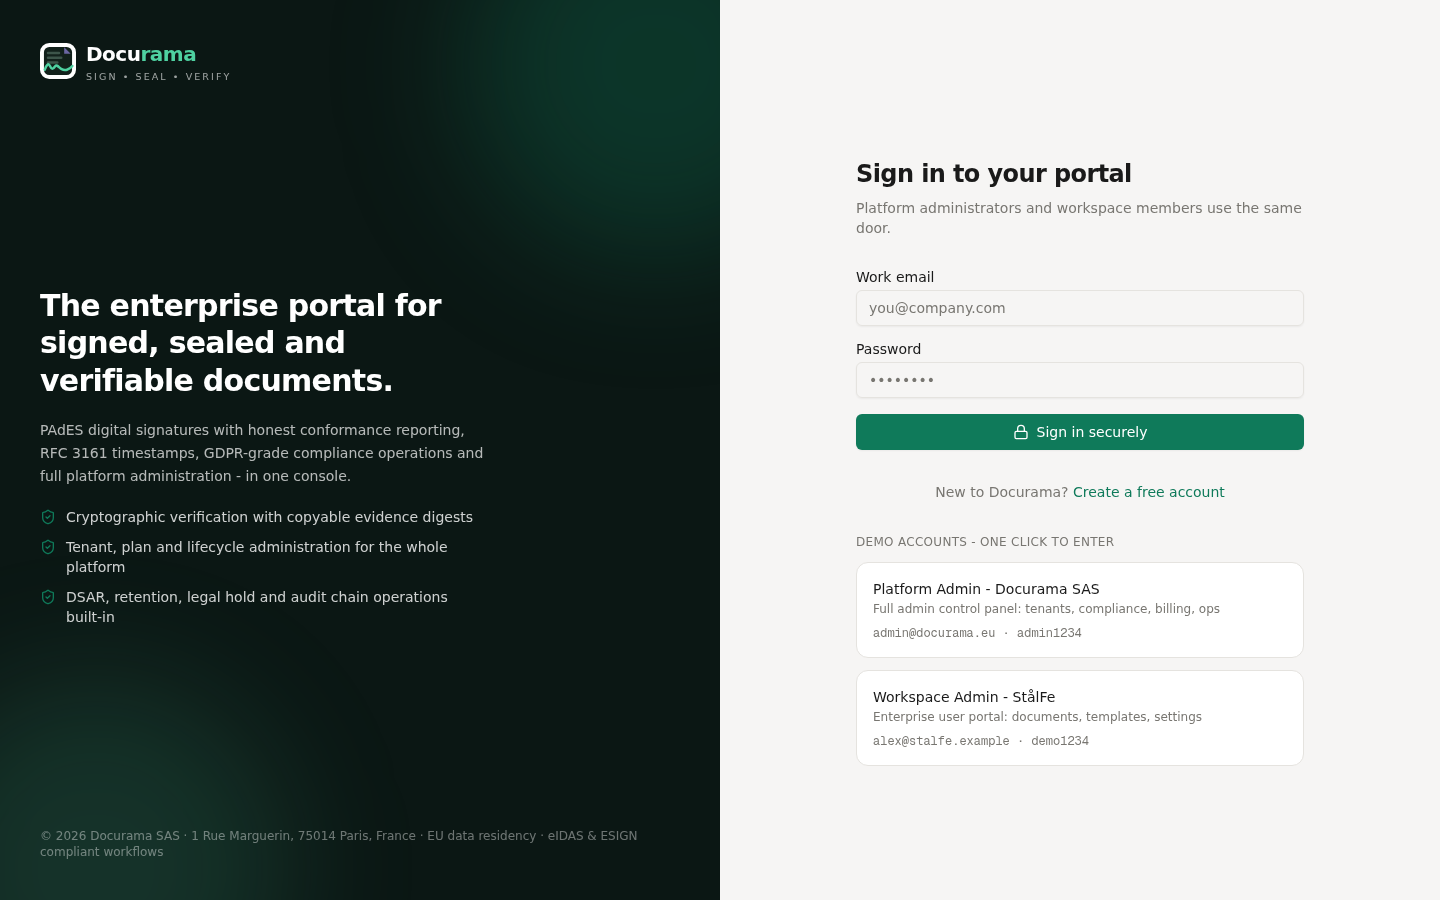 Docurama
SIGN • SEAL • VERIFY
The enterprise portal for
signed, sealed and
verifiable documents.
PAdES digital signatures with honest conformance reporting,
RFC 3161 timestamps, GDPR-grade compliance operations and
full platform administration - in one console.
Cryptographic verification with copyable evidence digests
Tenant, plan and lifecycle administration for the whole
platform
DSAR, retention, legal hold and audit chain operations
built-in
© 2026 Docurama SAS · 1 Rue Marguerin, 75014 Paris, France · EU data residency · eIDAS & ESIGN
compliant workflows
Sign in to your portal
Platform administrators and workspace members use the same
door.
Work email
you@company.com
Password
••••••••
Sign in securely
New to Docurama? Create a free account
DEMO ACCOUNTS - ONE CLICK TO ENTER
Platform Admin - Docurama SAS
Full admin control panel: tenants, compliance, billing, ops
admin@docurama.eu · admin1234
Workspace Admin - StålFe
Enterprise user portal: documents, templates, settings
alex@stalfe.example · demo1234